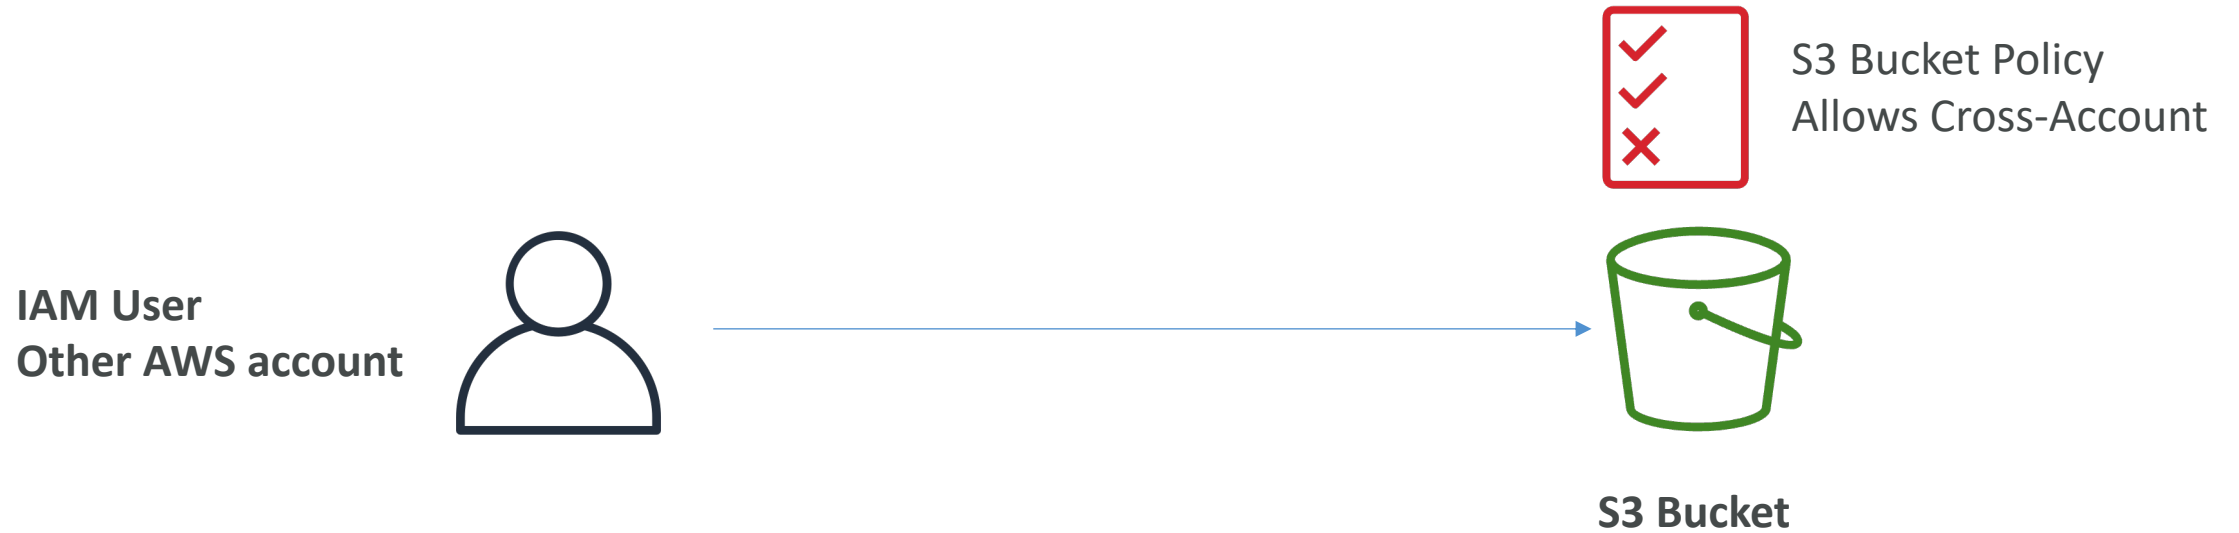 S3 Bucket Policy
Allows Cross-Account
IAM User
Other AWS account
S3 Bucket